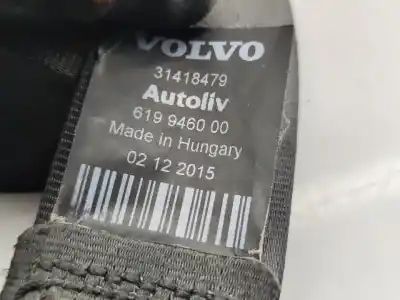 VOLVO
31418479
Autoliv
619 9460 00
Made in Hungary
02 12 2015